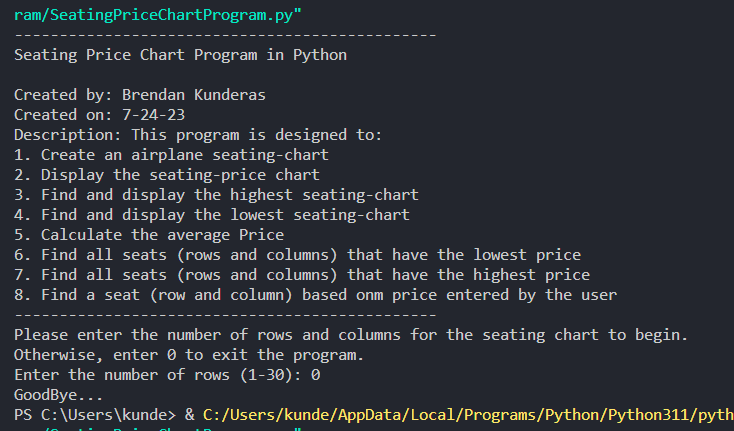 ram/SeatingPriceChartProgram.py"
-----------------------------------------------
Seating Price Chart Program in Python
Created by: Brendan Kunderas
Created on: 7-24-23
Description: This program is designed to:
1. Create an airplane seating-chart
2. Display the seating-price chart
3. Find and display the highest seating-chart
4. Find and display the lowest seating-chart
5. Calculate the average Price
6. Find all seats (rows and columns) that have the lowest price
7. Find all seats (rows and columns) that have the highest price
8. Find a seat (row and column) based onm price entered by the user
-----------------------------------------------
Please enter the number of rows and columns for the seating chart to begin.
Otherwise, enter 0 to exit the program.
Enter the number of rows (1-30): 0
GoodBye...
PS C:\Users\kunde> & C:/Users/kunde/AppData/Local/Programs/Python/Python311/pyth